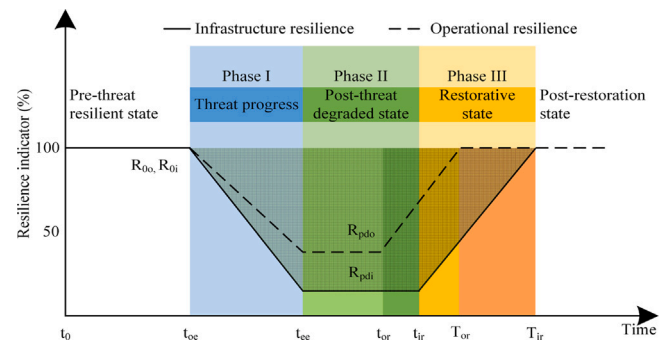 Infrastructure resilience
Operational resilience
Phase I
Phase II
Phase III
Pre-threat
resilient state
Threat progress
Post-threat
degraded state
Restorative
state
Post-restoration
state
Resilience indicator (%)
100
50
R0o, R0i
Rpdo
Rpdi
t0
toe
tee
tor
tir
Tor
Tir
Time